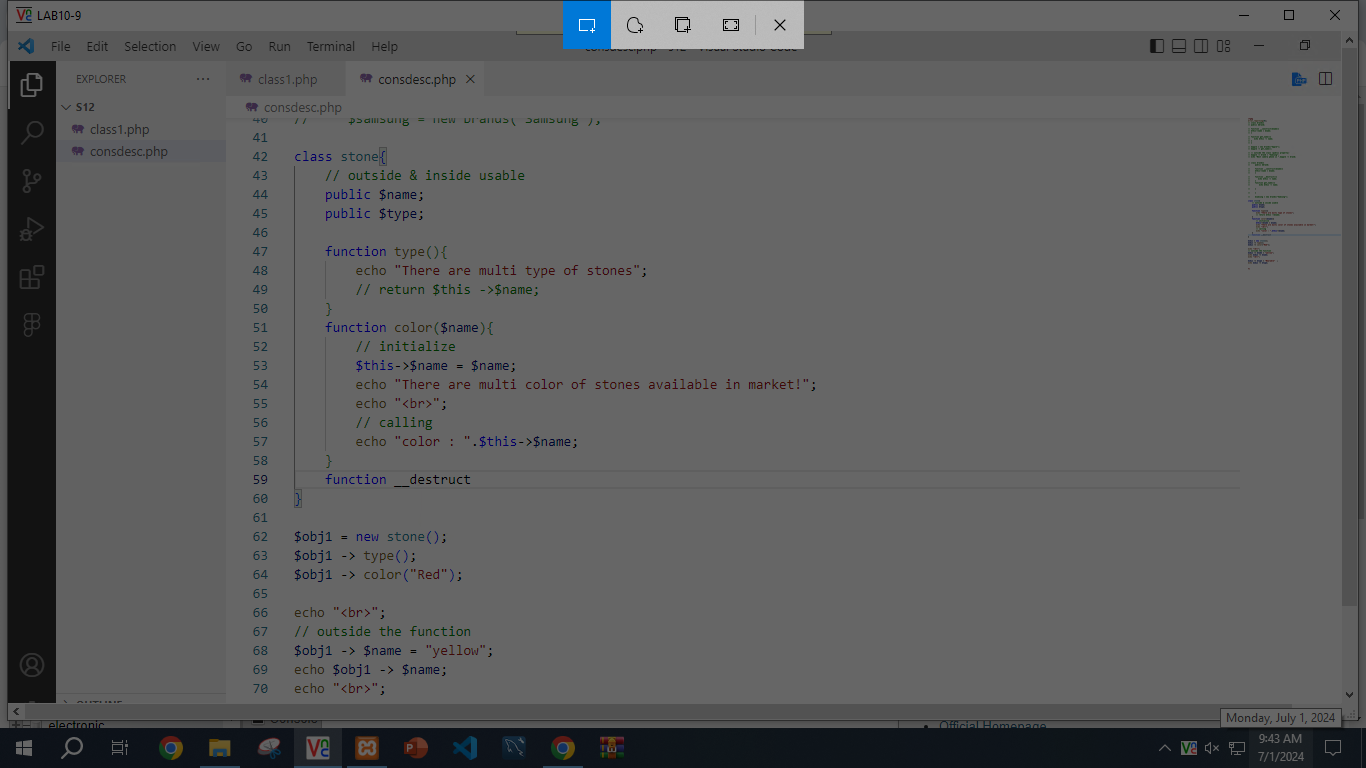 LAB10-9
File Edit Selection View Go Run Terminal Help
EXPLORER
S12
class1.php
consdesc.php
OUTLINE
class1.php
consdesc.php
consdesc.php
40 // $samsung = new brands("Samsung");
41
42 class stone{
43 // outside & inside usable
44 public $name;
45 public $type;
46
47 function type(){
48 echo "There are multi type of stones";
49 // return $this ->$name;
50 }
51 function color($name){
52 // initialize
53 $this->$name = $name;
54 echo "There are multi color of stones available in market!";
55 echo "<br>";
56 // calling
57 echo "color : ".$this->$name;
58 }
59 function __destruct
60 }
61
62 $obj1 = new stone();
63 $obj1 -> type();
64 $obj1 -> color("Red");
65
66 echo "<br>";
67 // outside the function
68 $obj1 -> $name = "yellow";
69 echo $obj1 -> $name;
70 echo "<br>";
electronic
Console
Official Homepage
Monday, July 1, 2024
9:43 AM
7/1/2024